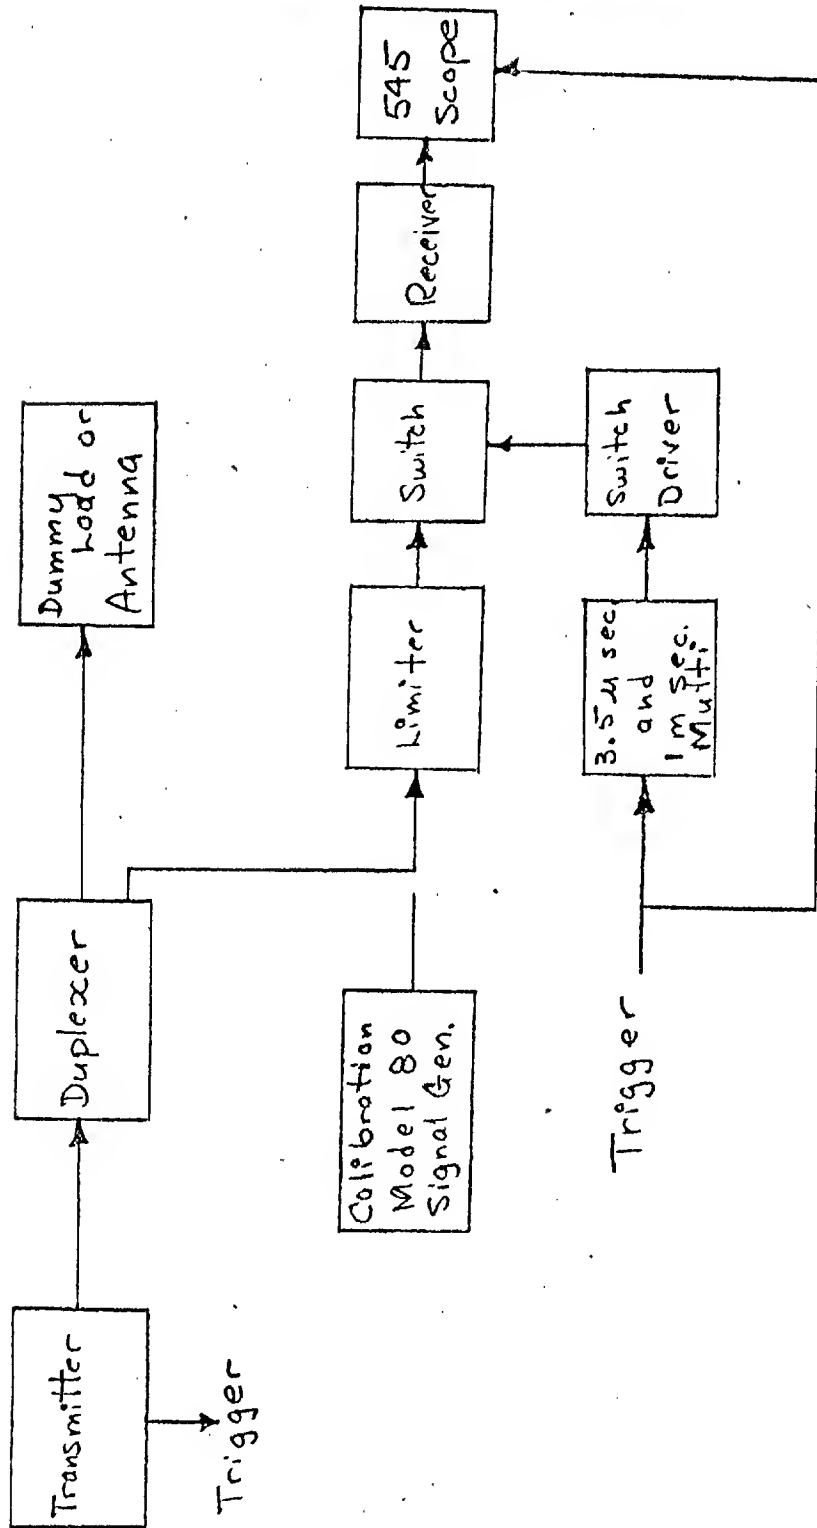 Transmitter
Trigger
Duplexer
Dummy
Load or
Antenna
Calibration
Model 80
Signal Gen.
Limiter
Switch
Receiver
545
Scope
Trigger
3.5 μ sec.
and
1 m sec.
Multi
Switch
Driver